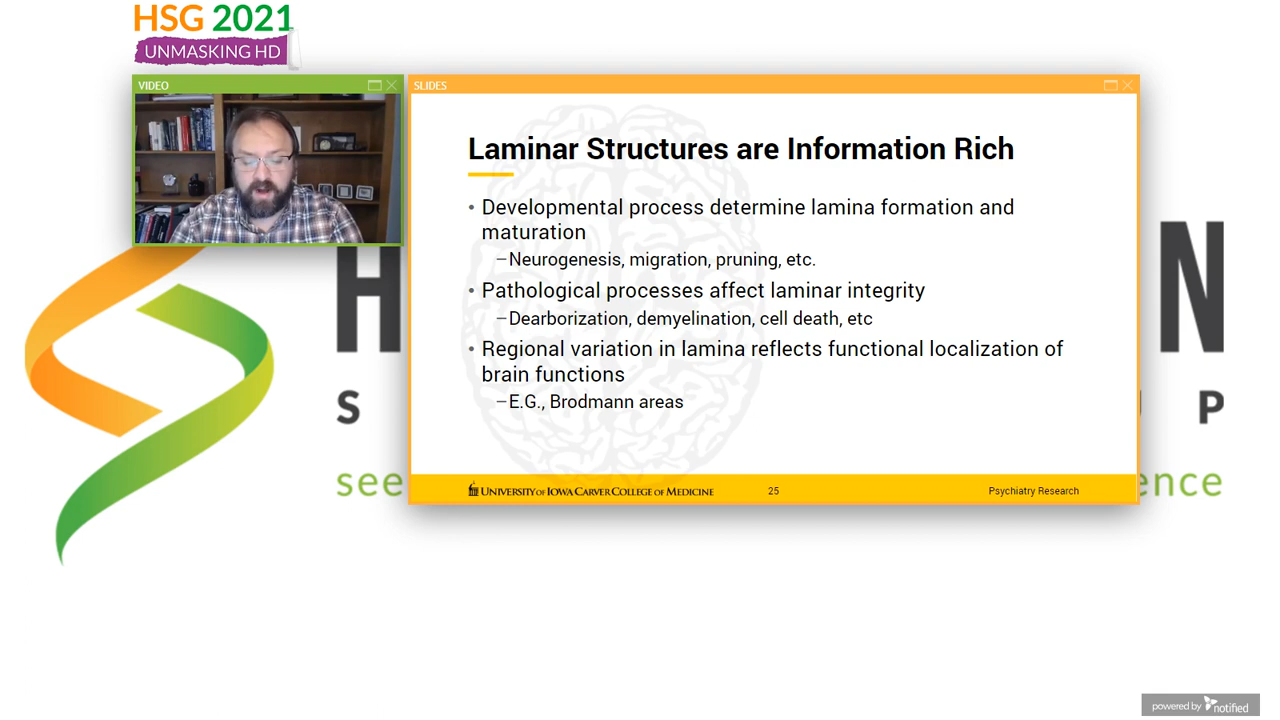 HSG 2021
UNMASKING HD
VIDEO
SLIDES
Laminar Structures are Information Rich
• Developmental process determine lamina formation and
maturation
–Neurogenesis, migration, pruning, etc.
• Pathological processes affect laminar integrity
–Dearborization, demyelination, cell death, etc
• Regional variation in lamina reflects functional localization of
brain functions
–E.G., Brodmann areas
UNIVERSITY OF IOWA CARVER COLLEGE OF MEDICINE
25
Psychiatry Research
H N
S U P
see ence
powered by notified